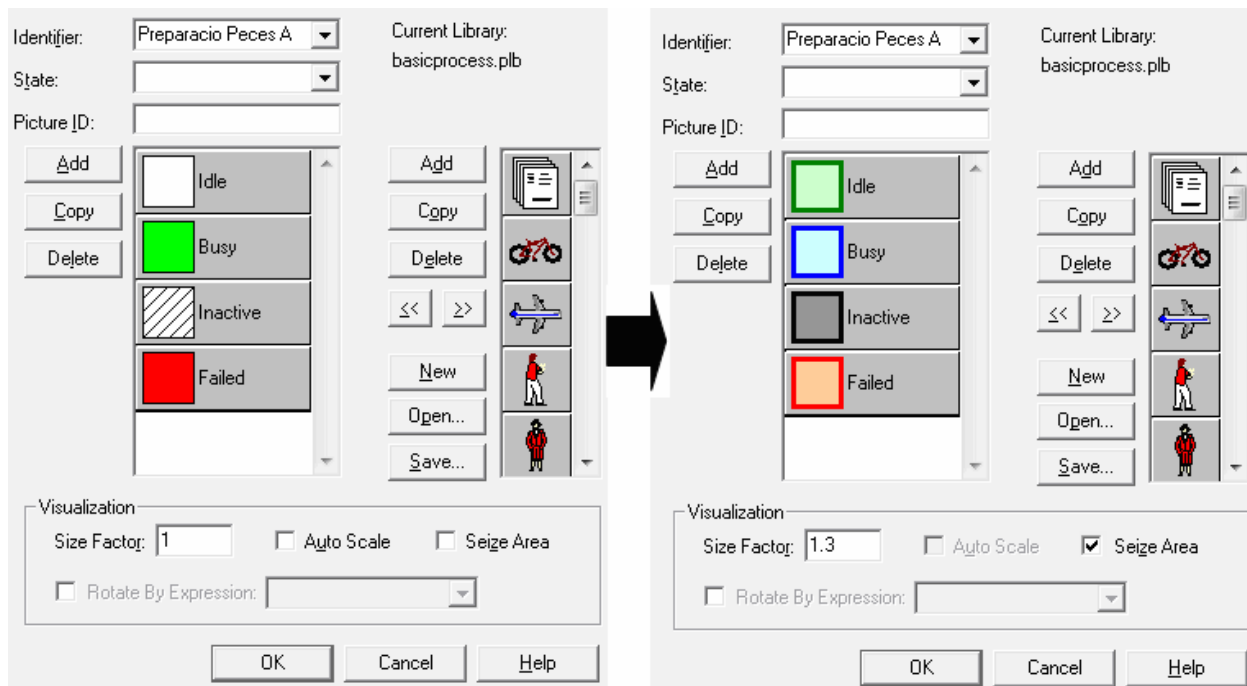 Identifier: Preparacio Peces A Current Library:
State: basicprocess.plb
Picture ID:
Add Idle Add
Copy Busy Copy
Delete Delete
Inactive << >>
Failed New
Open...
Save...
Visualization
Size Factor: 1 Auto Scale Seize Area
Rotate By Expression:
OK Cancel Help
Identifier: Preparacio Peces A Current Library:
State: basicprocess.plb
Picture ID:
Add Idle Add
Copy Busy Copy
Delete Delete
Inactive << >>
Failed New
Open...
Save...
Visualization
Size Factor: 1.3 Auto Scale Seize Area
Rotate By Expression:
OK Cancel Help